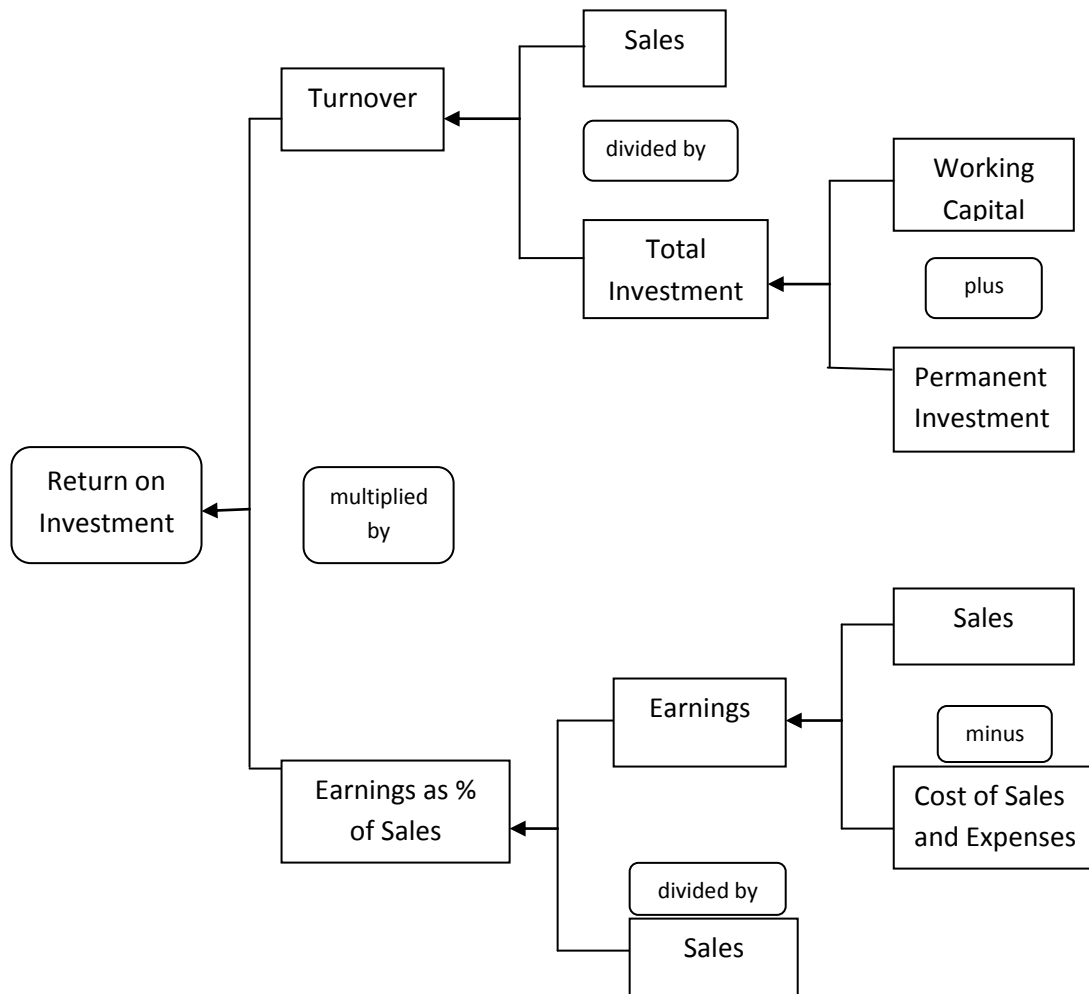 Sales
Turnover
divided by
Working
Capital
Total
Investment
plus
Permanent
Investment
Return on
Investment
multiplied
by
Sales
Earnings
minus
Earnings as %
of Sales
Cost of Sales
and Expenses
divided by
Sales